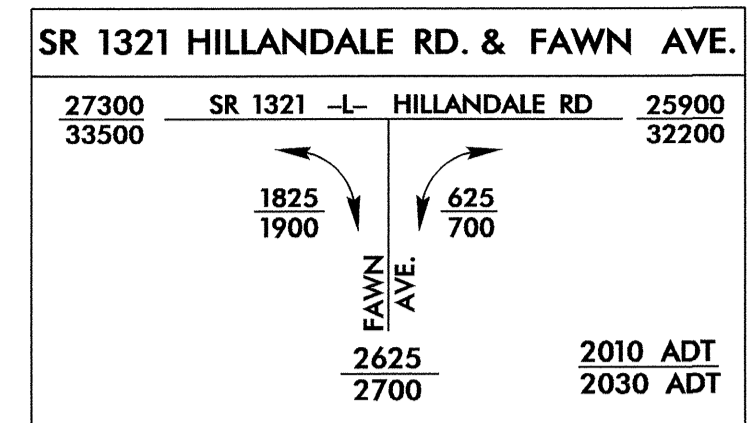 SR 1321 HILLANDALE RD. & FAWN AVE.
27300 SR 1321 -L- HILLANDALE RD 25900
33500 32200
1825 625
1900 700
FAWN
AVE.
2625 2010 ADT
2700 2030 ADT